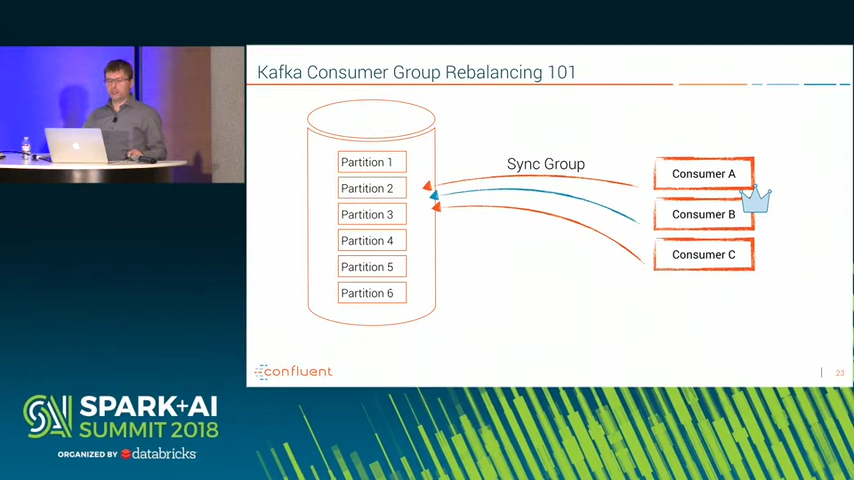 Kafka Consumer Group Rebalancing 101
Partition 1
Partition 2
Partition 3
Partition 4
Partition 5
Partition 6
Sync Group
Consumer A
Consumer B
Consumer C
confluent
23
SPARK+AI
SUMMIT 2018
ORGANIZED BY databricks